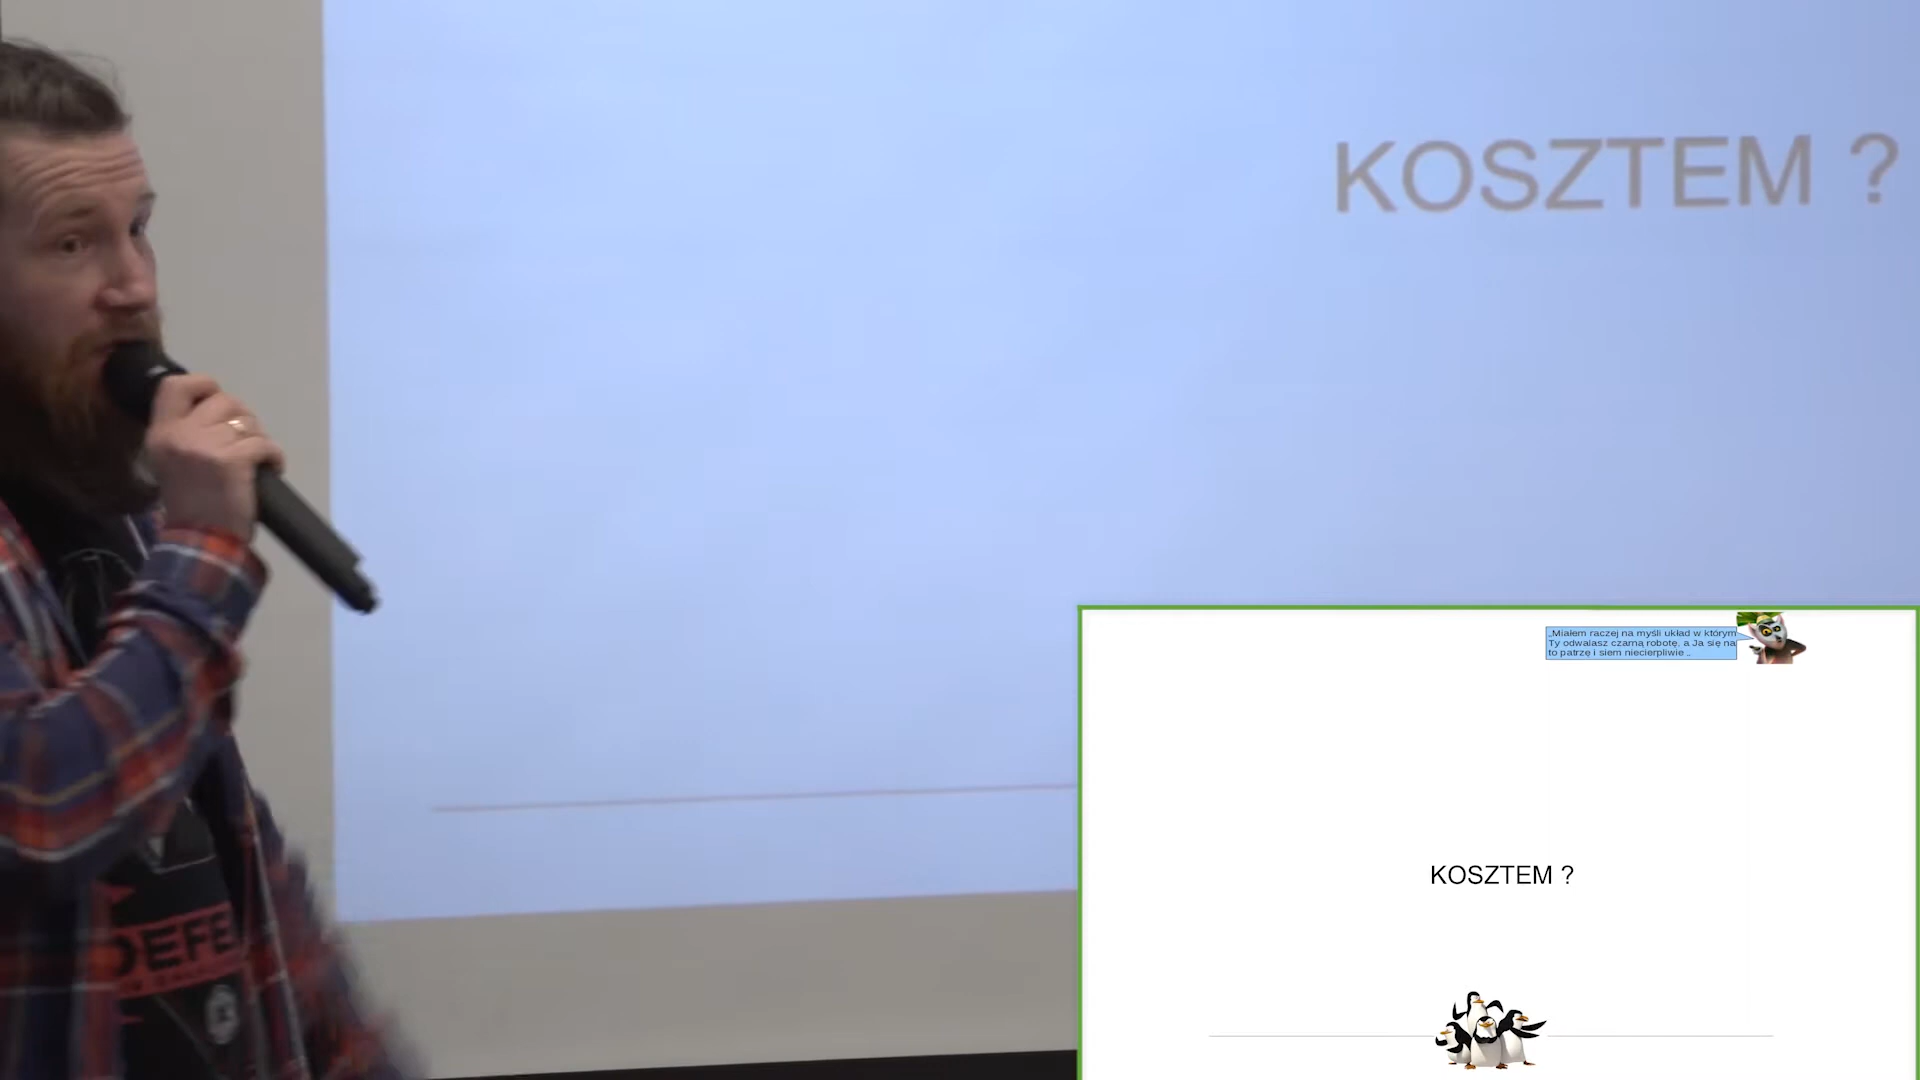 KOSZTEM ?
„Miałem raczej na myśli układ w którym
Ty odwalasz czarną robotę, a Ja się na
to patrzę i siem niecierpliwie ..
KOSZTEM ?
DEFE